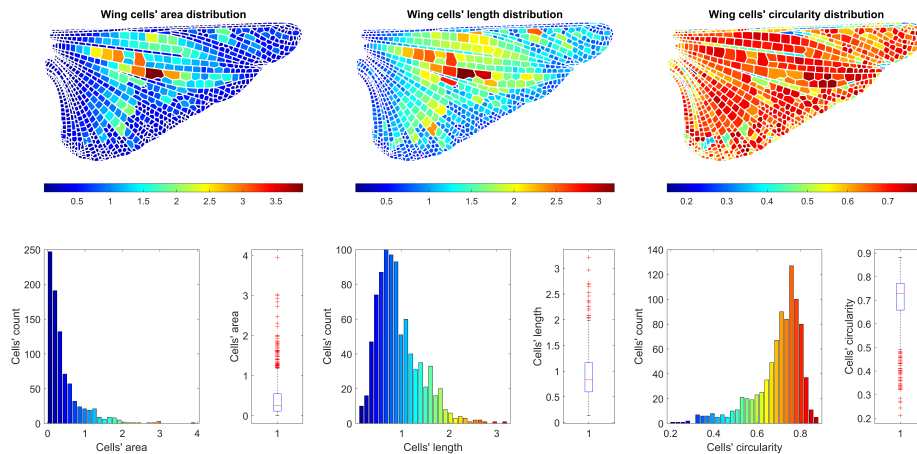 Wing cells' area distribution
Wing cells' length distribution
Wing cells' circularity distribution
0.5 1 1.5 2 2.5 3 3.5
0.5 1 1.5 2 2.5 3
0.2 0.3 0.4 0.5 0.6 0.7
250
200
150
100
50
0
Cells' count
0 1 2 3 4
Cells' area
4
3
2
1
0
Cells' area
1
100
80
60
40
20
0
Cells' count
1 2 3
Cells' length
3.5
3
2.5
2
1.5
1
0.5
0
Cells' length
1
140
120
100
80
60
40
20
0
Cells' count
0.2 0.4 0.6 0.8
Cells' circularity
0.9
0.8
0.7
0.6
0.5
0.4
0.3
0.2
Cells' circularity
1